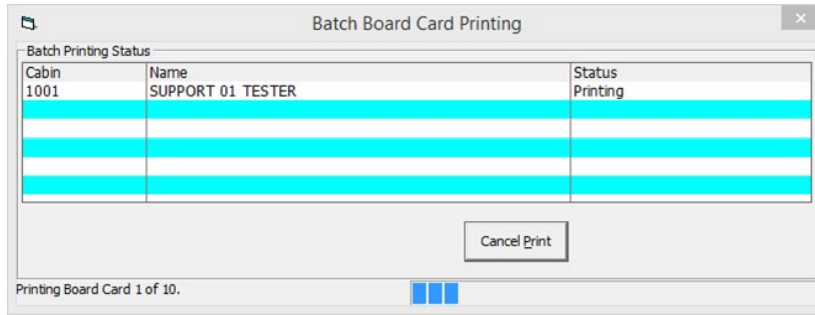 Batch Board Card Printing
Batch Printing Status
Cabin Name Status
1001 SUPPORT 01 TESTER Printing
Cancel Print
Printing Board Card 1 of 10.